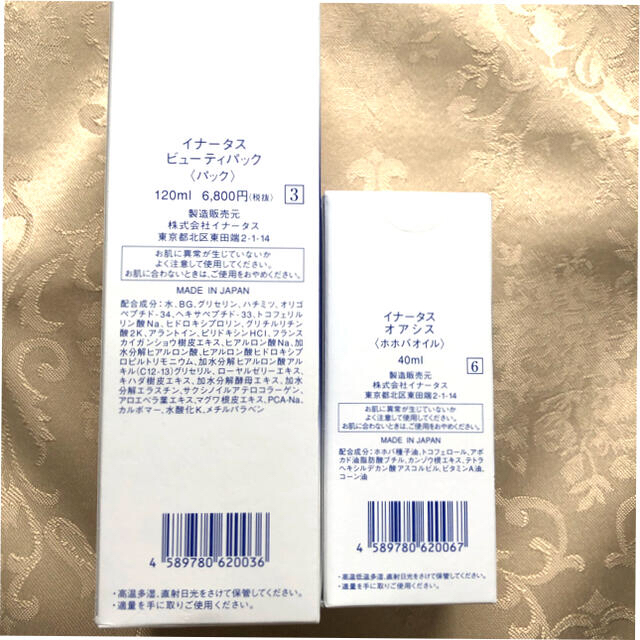 イナータス
ビューティパック
〈パック〉
120ml 6,800円〈税抜〉 3
製造販売元
株式会社イナータス
東京都北区東田端2-1-14
お肌に異常が生じていないか
よく注意して使用してください。
お肌に合わないときは、ご使用をおやめください。
MADE IN JAPAN
配合成分：水、BG、グリセリン、ハチミツ、オリゴ
ペプチド-34、ヘキサペプチド-33、トコフェリル
リン酸Na、ヒドロキシプロリン、グリチルリチン
酸2K、アラントイン、ピリドキシンHCl、フランス
カイガンショウ樹皮エキス、ヒアルロン酸Na、加
水分解ヒアルロン酸、ヒアルロン酸ヒドロキシプ
ロピルトリモニウム、加水分解ヒアルロン酸アル
キル(C12-13)グリセリル、ローヤルゼリーエキス、
キハダ樹皮エキス、加水分解酵母エキス、加水
分解エラスチン、サクシノイルアテロコラーゲン、
アロエベラ葉エキス、マグワ根皮エキス、PCA-Na、
カルボマー、水酸化K、メチルパラベン
4 589780 620036
・高温多湿、直射日光をさけて保管してください。
・適量を手に取りご使用ください。
イナータス
オアシス
〈ホホバオイル〉
40ml 6
製造販売元
株式会社イナータス
東京都北区東田端2-1-14
お肌に異常が生じていないか
よく注意して使用してください。
お肌に合わないときは、ご使用をおやめください。
MADE IN JAPAN
配合成分：ホホバ種子油、トコフェロール、アボ
カド油脂肪酸ブチル、カンゾウ根エキス、テトラ
ヘキシルデカン酸アスコルビル、ビタミンA油、
コーン油
4 589780 620067
・高温低温多湿、直射日光をさけて保管してください。
・適量を手に取りご使用ください。